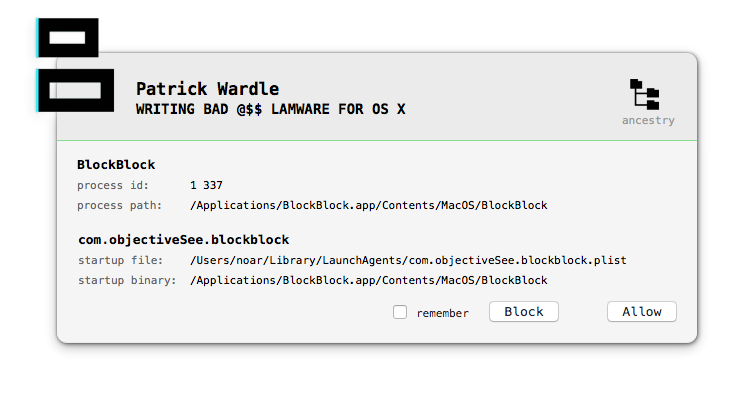 Patrick Wardle
WRITING BAD @$$ LAMWARE FOR OS X
ancestry
BlockBlock
process id: 1 337
process path: /Applications/BlockBlock.app/Contents/MacOS/BlockBlock
com.objectiveSee.blockblock
startup file: /Users/noar/Library/LaunchAgents/com.objectiveSee.blockblock.plist
startup binary: /Applications/BlockBlock.app/Contents/MacOS/BlockBlock
remember Block Allow